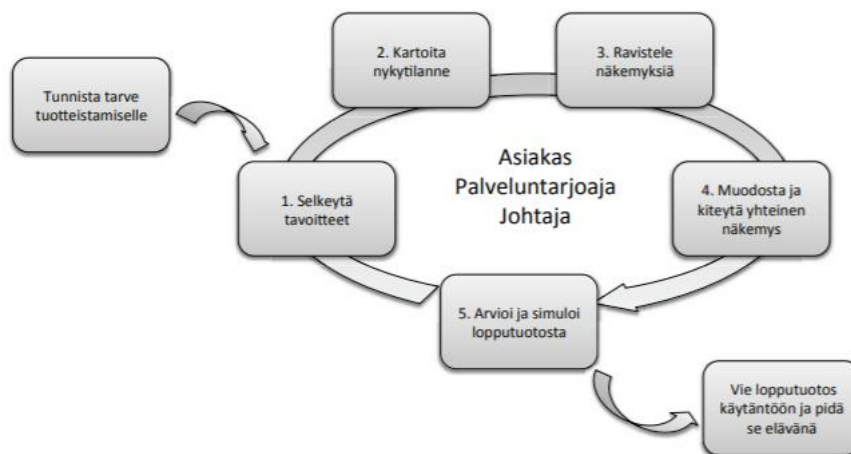 Tunnista tarve
tuotteistamiselle
2. Kartoita
nykytilanne
3. Ravistele
näkemyksiä
1. Selkeytä
tavoitteet
Asiakas
Palveluntarjoaja
Johtaja
4. Muodosta ja
kiteytä yhteinen
näkemys
5. Arvioi ja simuloi
lopputuotosta
Vie lopputuotos
käytäntöön ja pidä
se elävänä